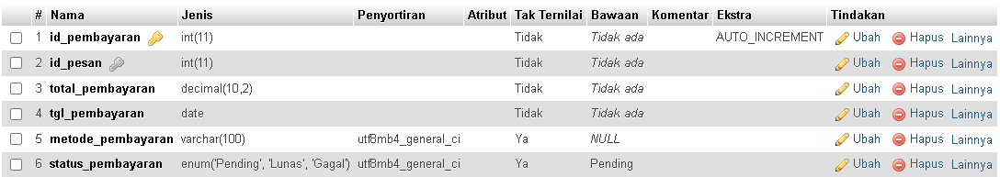 # Nama Jenis Penyortiran Atribut Tak Ternilai Bawaan Komentar Ekstra Tindakan
1 id_pembayaran int(11) Tidak Tidak ada AUTO_INCREMENT Ubah Hapus Lainnya
2 id_pesan int(11) Tidak Tidak ada Ubah Hapus Lainnya
3 total_pembayaran decimal(10,2) Tidak Tidak ada Ubah Hapus Lainnya
4 tgl_pembayaran date Tidak Tidak ada Ubah Hapus Lainnya
5 metode_pembayaran varchar(100) utf8mb4_general_ci Ya NULL Ubah Hapus Lainnya
6 status_pembayaran enum('Pending', 'Lunas', 'Gagal') utf8mb4_general_ci Ya Pending Ubah Hapus Lainnya